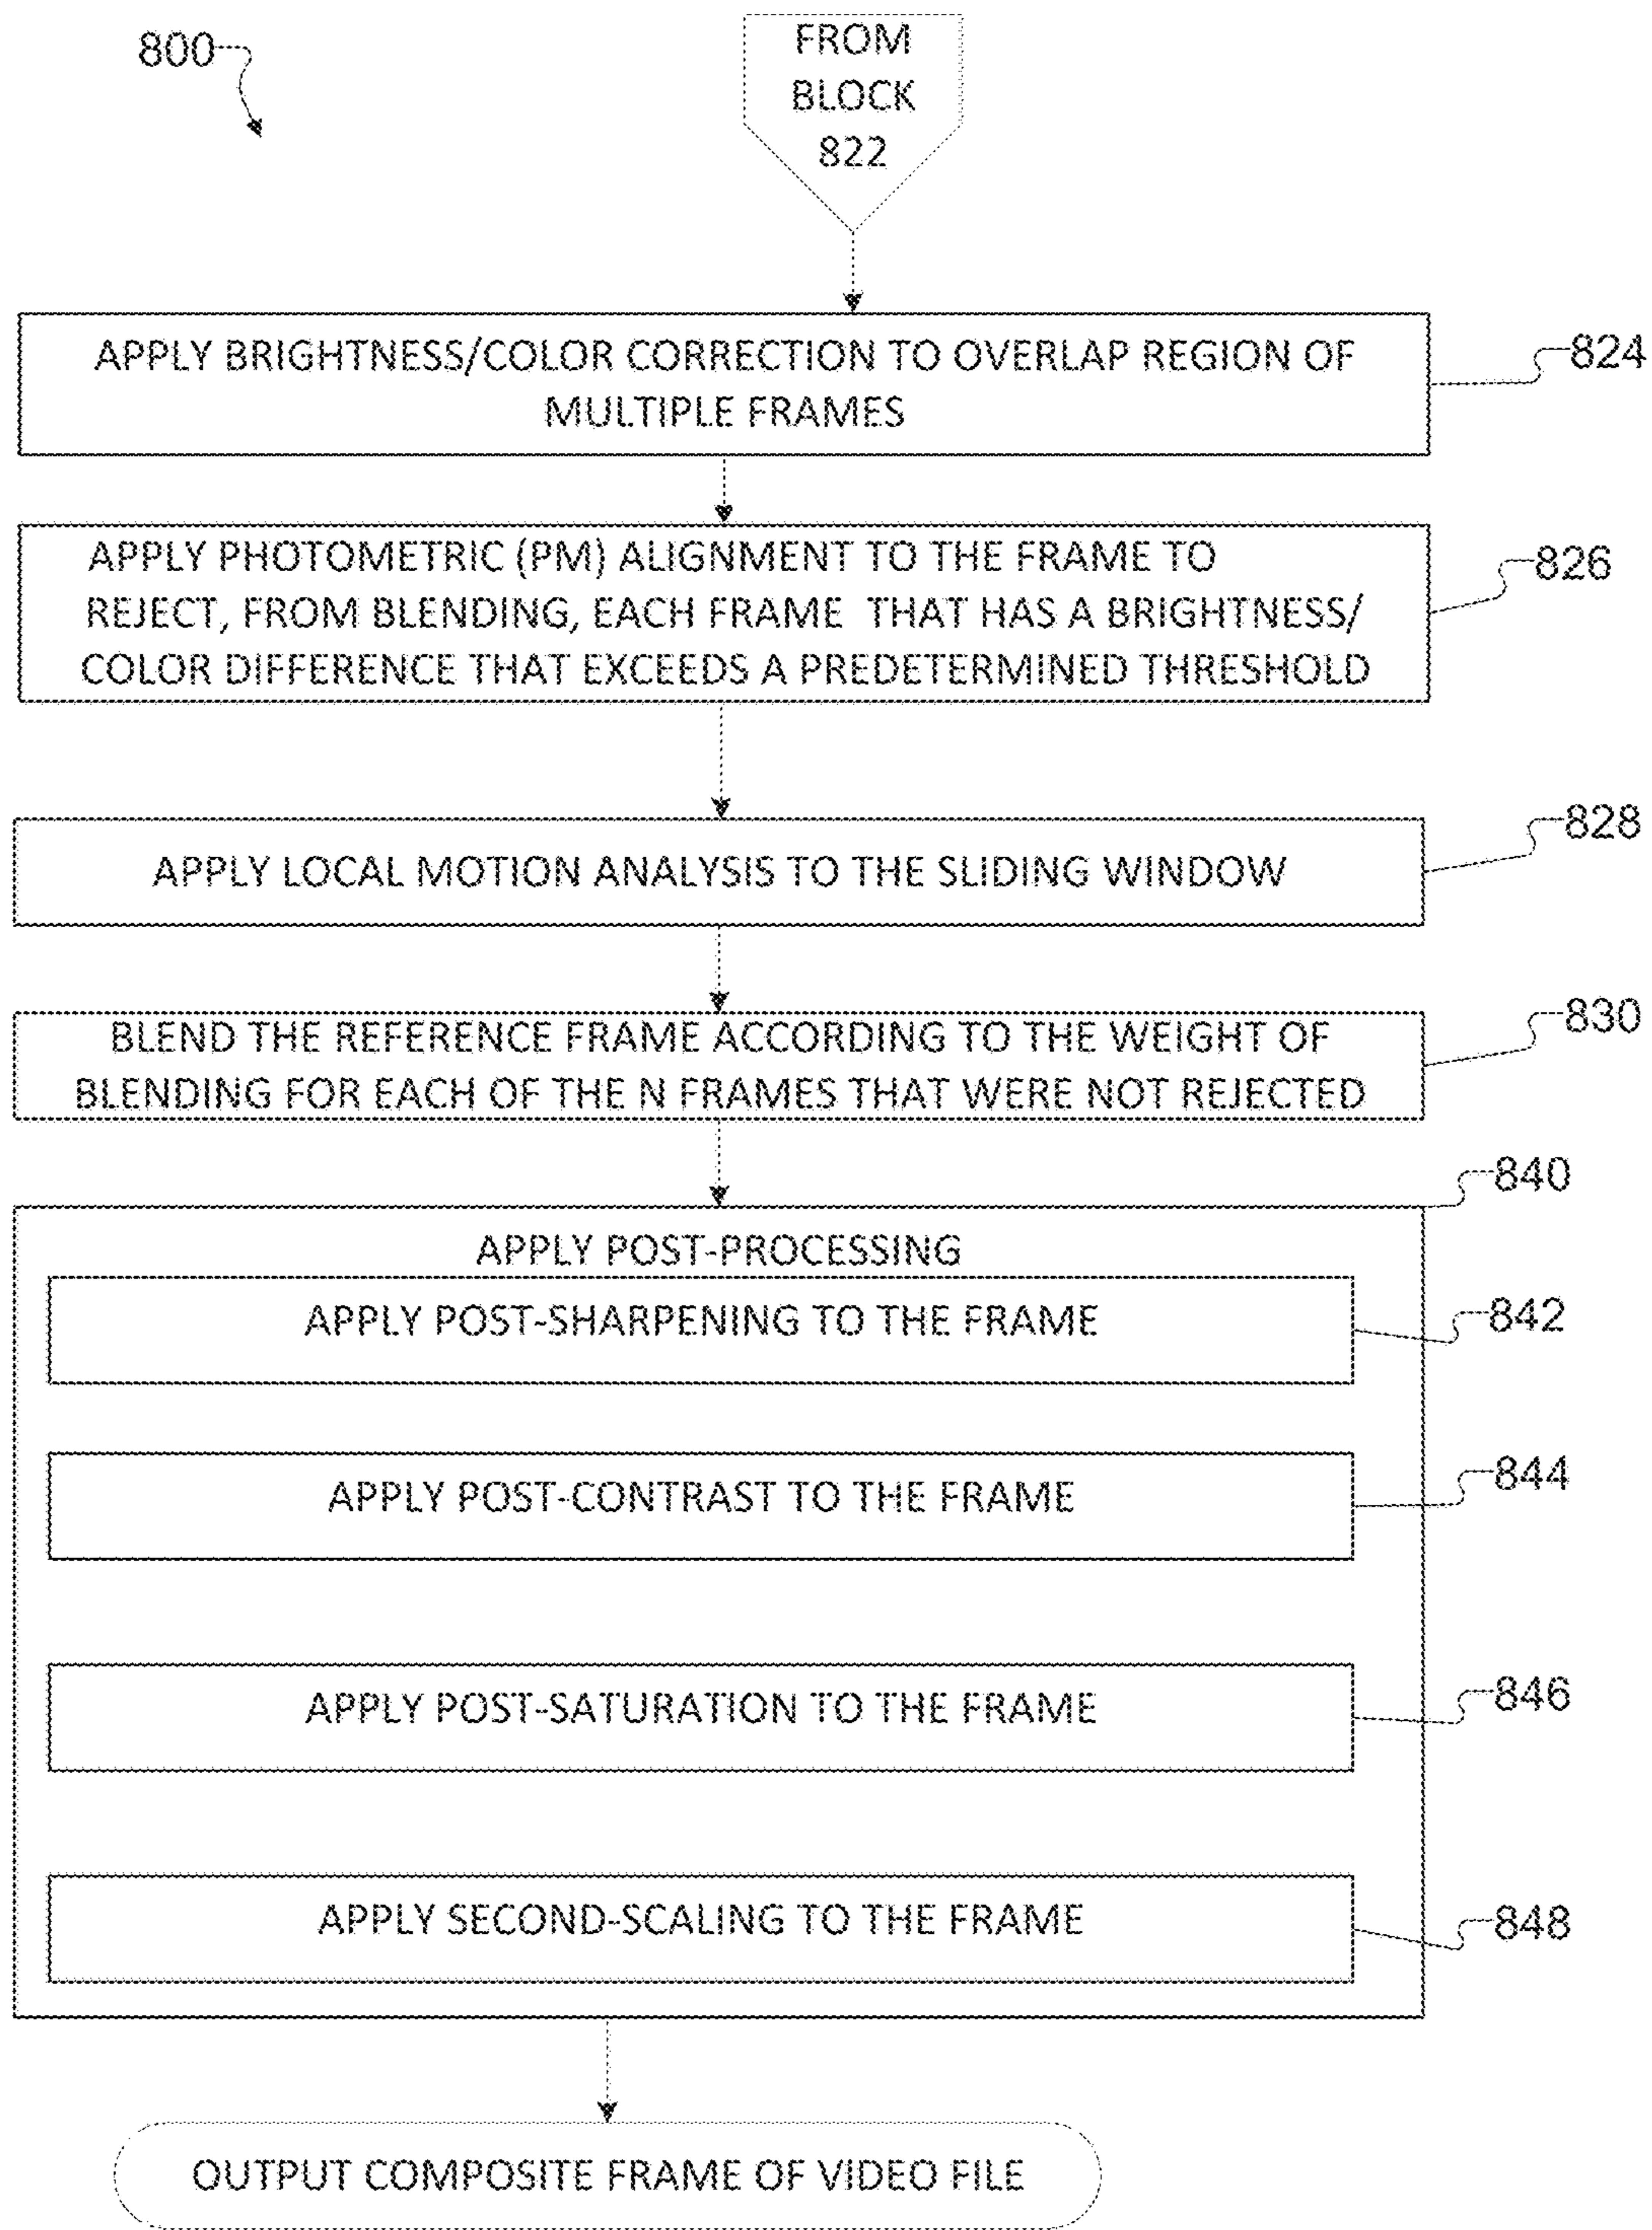 800
FROM
BLOCK
822
APPLY BRIGHTNESS/COLOR CORRECTION TO OVERLAP REGION OF
MULTIPLE FRAMES
824
APPLY PHOTOMETRIC (PM) ALIGNMENT TO THE FRAME TO
REJECT, FROM BLENDING, EACH FRAME THAT HAS A BRIGHTNESS/
COLOR DIFFERENCE THAT EXCEEDS A PREDETERMINED THRESHOLD
826
APPLY LOCAL MOTION ANALYSIS TO THE SLIDING WINDOW
828
BLEND THE REFERENCE FRAME ACCORDING TO THE WEIGHT OF
BLENDING FOR EACH OF THE N FRAMES THAT WERE NOT REJECTED
830
840
APPLY POST-PROCESSING
APPLY POST-SHARPENING TO THE FRAME
842
APPLY POST-CONTRAST TO THE FRAME
844
APPLY POST-SATURATION TO THE FRAME
846
APPLY SECOND-SCALING TO THE FRAME
848
OUTPUT COMPOSITE FRAME OF VIDEO FILE